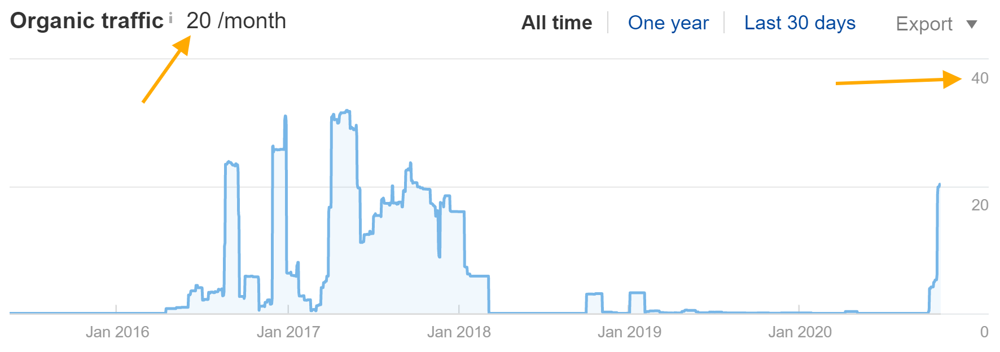 Organic traffic i 20 /month
All time One year Last 30 days Export
40
20
Jan 2016 Jan 2017 Jan 2018 Jan 2019 Jan 2020 0